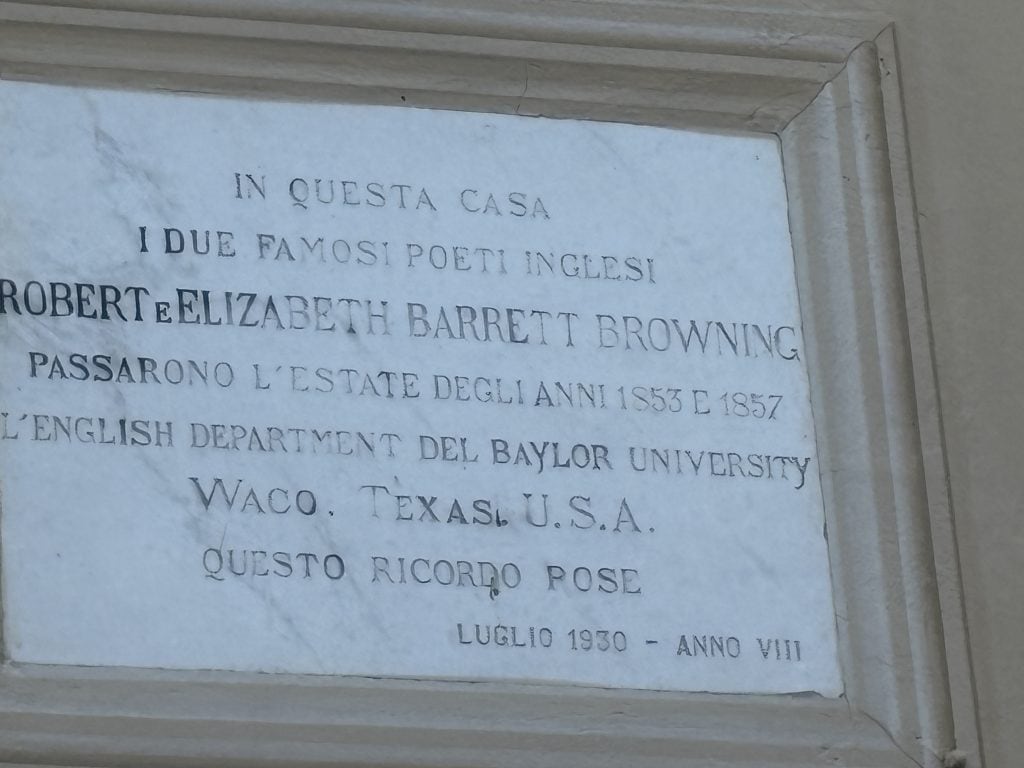 IN QUESTA CASA
I DUE FAMOSI POETI INGLESI
ROBERT E ELIZABETH BARRETT BROWNING
PASSARONO L'ESTATE DEGLI ANNI 1853 E 1857
L'ENGLISH DEPARTMENT DEL BAYLOR UNIVERSITY
WACO. TEXAS. U.S.A.
QUESTO RICORDO POSE
LUGLIO 1930 - ANNO VIII